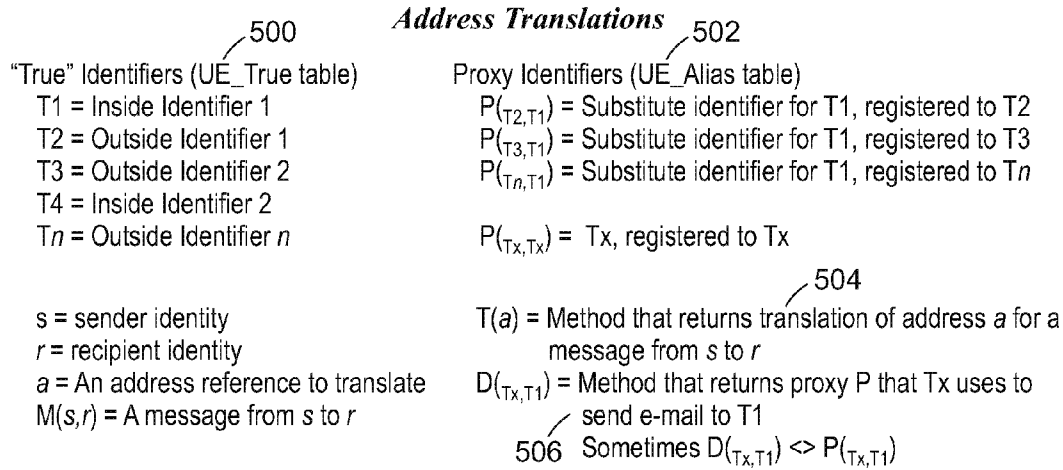 Address Translations
500
502
“True” Identifiers (UE_True table)
T1 = Inside Identifier 1
T2 = Outside Identifier 1
T3 = Outside Identifier 2
T4 = Inside Identifier 2
Tn = Outside Identifier n
Proxy Identifiers (UE_Alias table)
P(T2,T1) = Substitute identifier for T1, registered to T2
P(T3,T1) = Substitute identifier for T1, registered to T3
P(Tn,T1) = Substitute identifier for T1, registered to Tn
P(Tx,Tx) = Tx, registered to Tx
s = sender identity
r = recipient identity
a = An address reference to translate
M(s,r) = A message from s to r
504
T(a) = Method that returns translation of address a for a
message from s to r
D(Tx,T1) = Method that returns proxy P that Tx uses to
send e-mail to T1
506
Sometimes D(Tx,T1) <> P(Tx,T1)